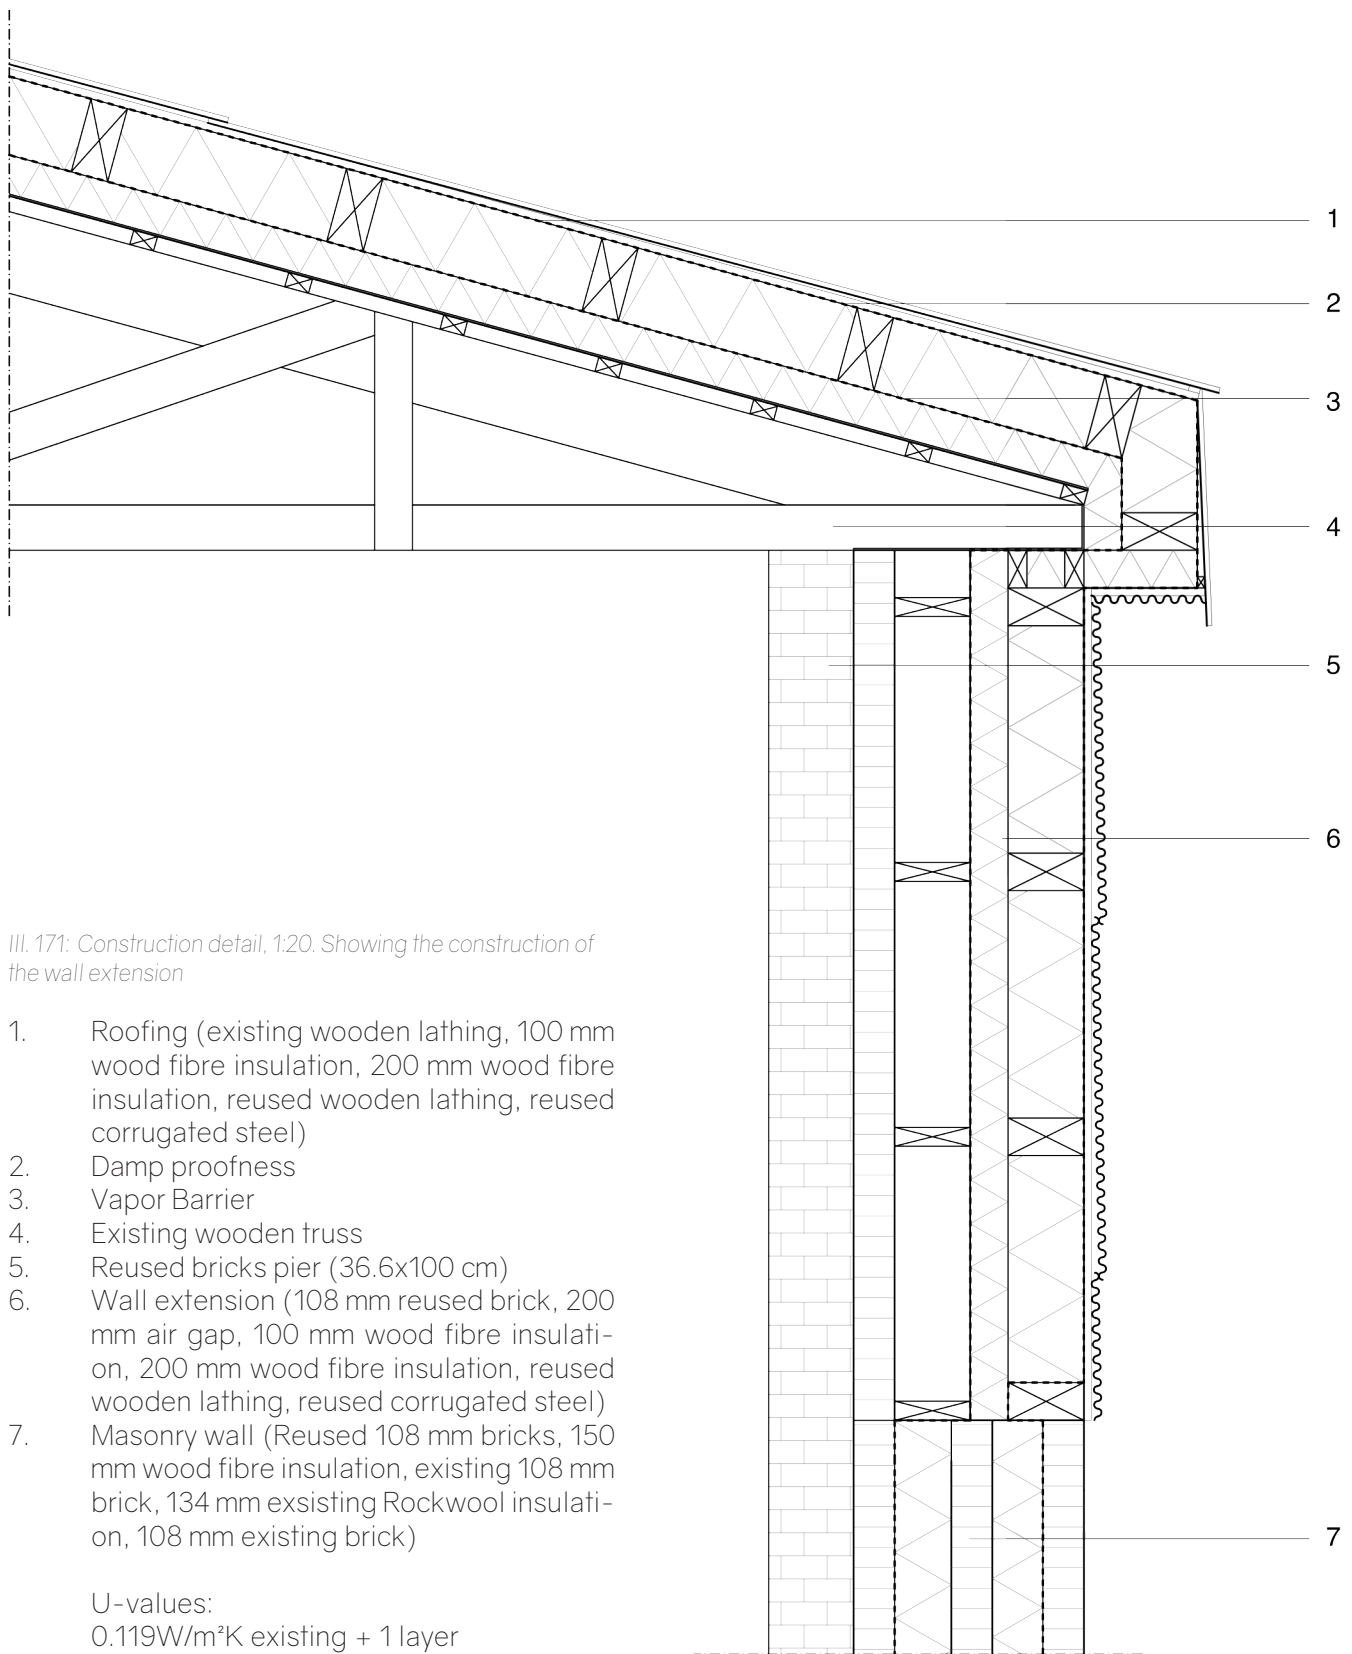 1
2
3
4
5
6
7
Ill. 171: Construction detail, 1:20. Showing the construction of
the wall extension
1. Roofing (existing wooden lathing, 100 mm
wood fibre insulation, 200 mm wood fibre
insulation, reused wooden lathing, reused
corrugated steel)
2. Damp proofness
3. Vapor Barrier
4. Existing wooden truss
5. Reused bricks pier (36.6x100 cm)
6. Wall extension (108 mm reused brick, 200
mm air gap, 100 mm wood fibre insulati-
on, 200 mm wood fibre insulation, reused
wooden lathing, reused corrugated steel)
7. Masonry wall (Reused 108 mm bricks, 150
mm wood fibre insulation, existing 108 mm
brick, 134 mm exsisting Rockwool insulati-
on, 108 mm existing brick)
U-values:
0.119W/m²K existing + 1 layer